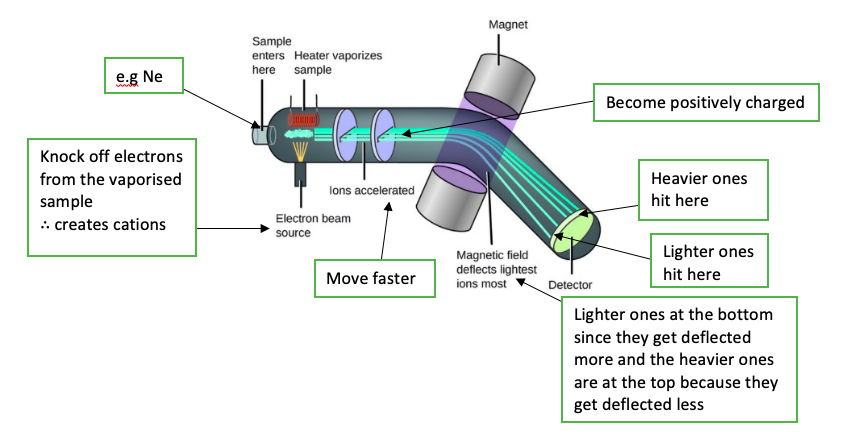 Magnet
Sample
enters
here
Heater vaporizes
sample
e.g Ne
Become positively charged
Knock off electrons
from the vaporised
sample
∴ creates cations
Ions accelerated
Heavier ones
hit here
Electron beam
source
Lighter ones
hit here
Magnetic field
deflects lightest
ions most
Move faster
Detector
Lighter ones at the bottom
since they get deflected
more and the heavier ones
are at the top because they
get deflected less